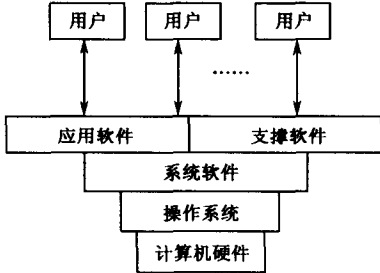 用户 用户 用户
……
应用软件 支撑软件
系统软件
操作系统
计算机硬件